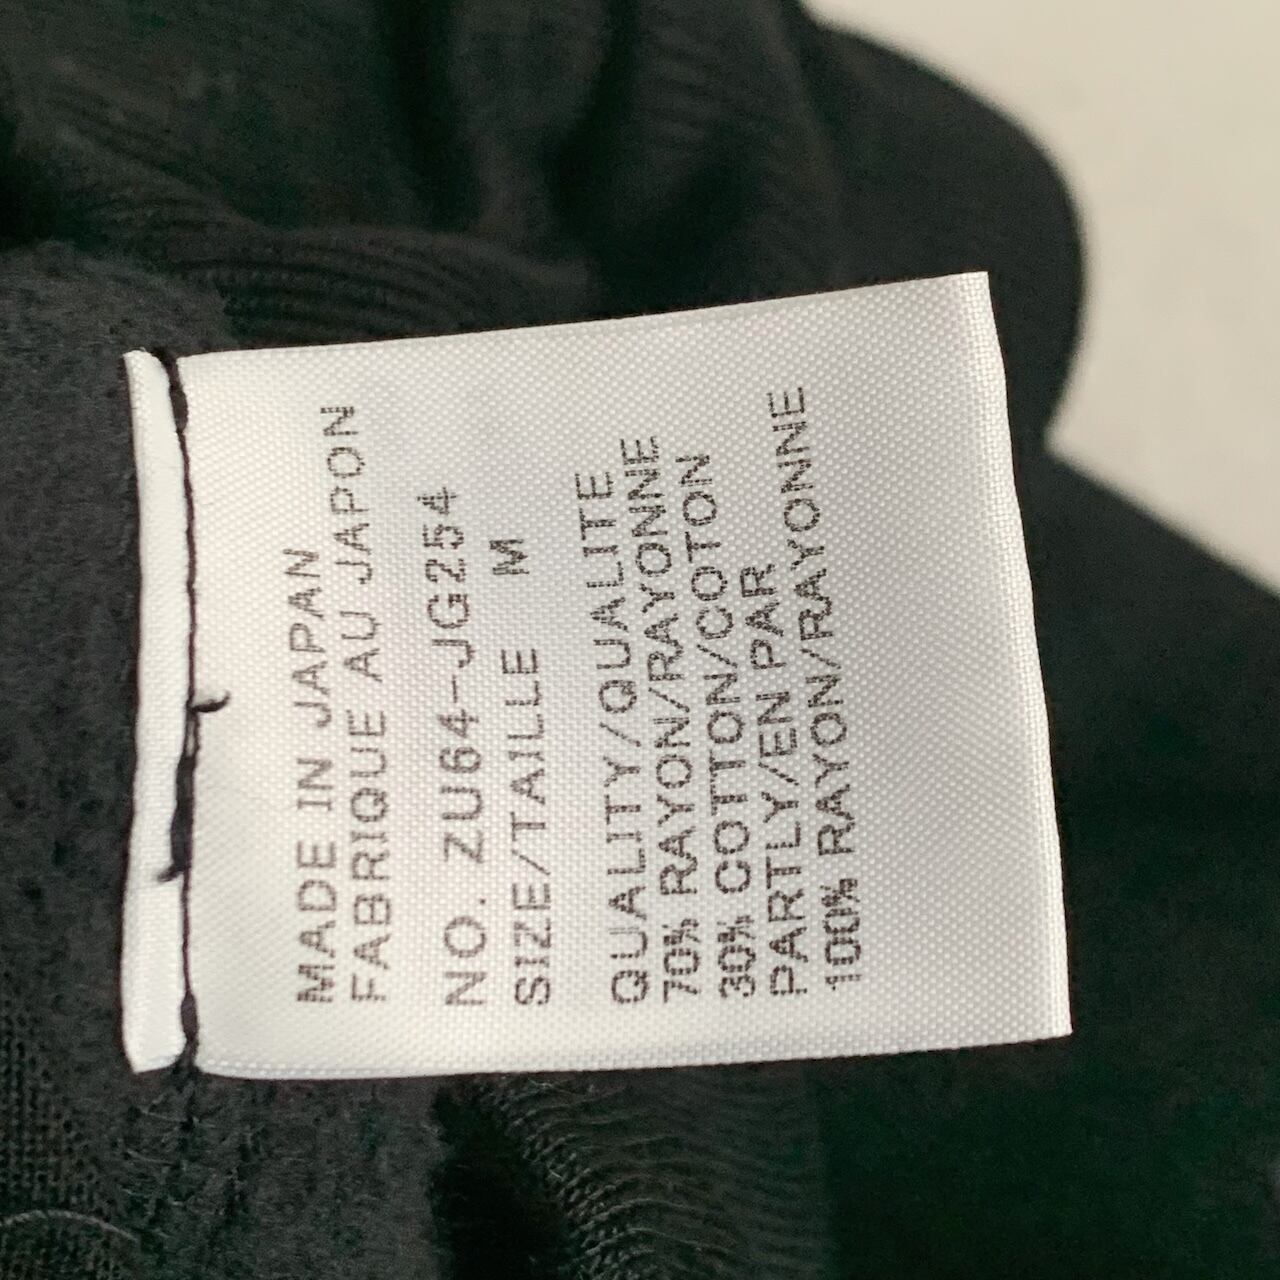 MADE IN JAPAN
FABRIQUE AU JAPON
NO. ZU64-JG254
SIZE/TAILLE M
QUALITY/QUALITE
70% RAYON/RAYONNE
30% COTTON/COTON
PARTLY/EN PAR
100% RAYON/RAYONNE